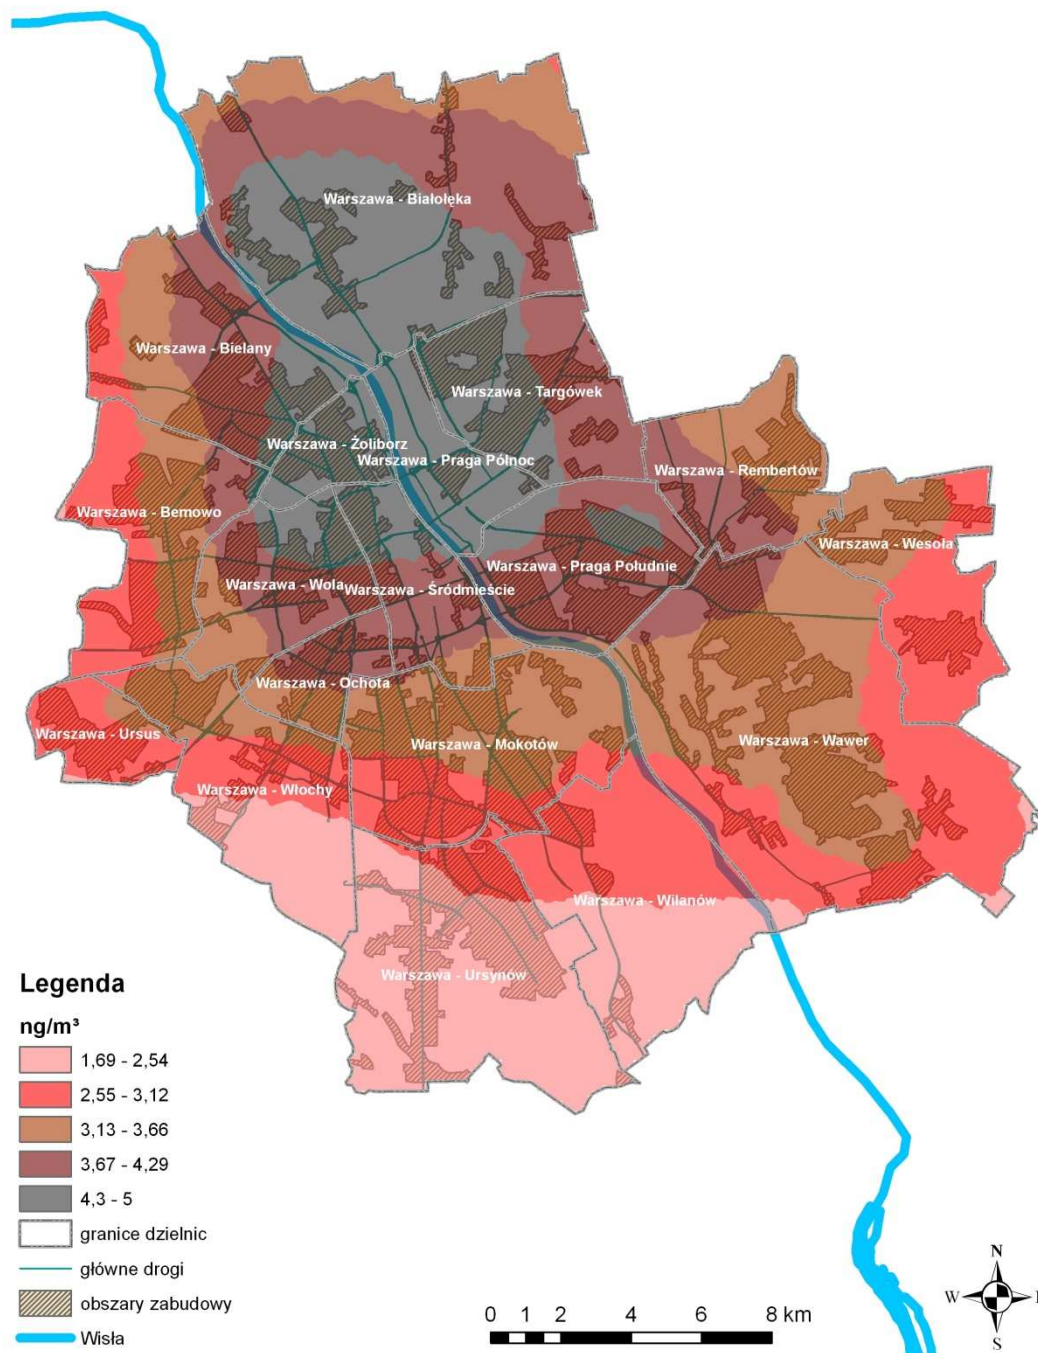 Warszawa - Białołęka
Warszawa - Bielany
Warszawa - Targówek
Warszawa - Żoliborz
Warszawa - Praga Północ
Warszawa - Rembertów
Warszawa - Bemowo
Warszawa - Wesoła
Warszawa - Praga Południe
Warszawa - Wola
Warszawa - Śródmieście
Warszawa - Ochota
Warszawa - Ursus
Warszawa - Mokotów
Warszawa - Wawer
Warszawa - Włochy
Warszawa - Wilanów
Warszawa - Ursynów
Legenda
ng/m³
1,69 - 2,54
2,55 - 3,12
3,13 - 3,66
3,67 - 4,29
4,3 - 5
granice dzielnic
główne drogi
obszary zabudowy
Wisła
0 1 2 4 6 8 km
N
W
S